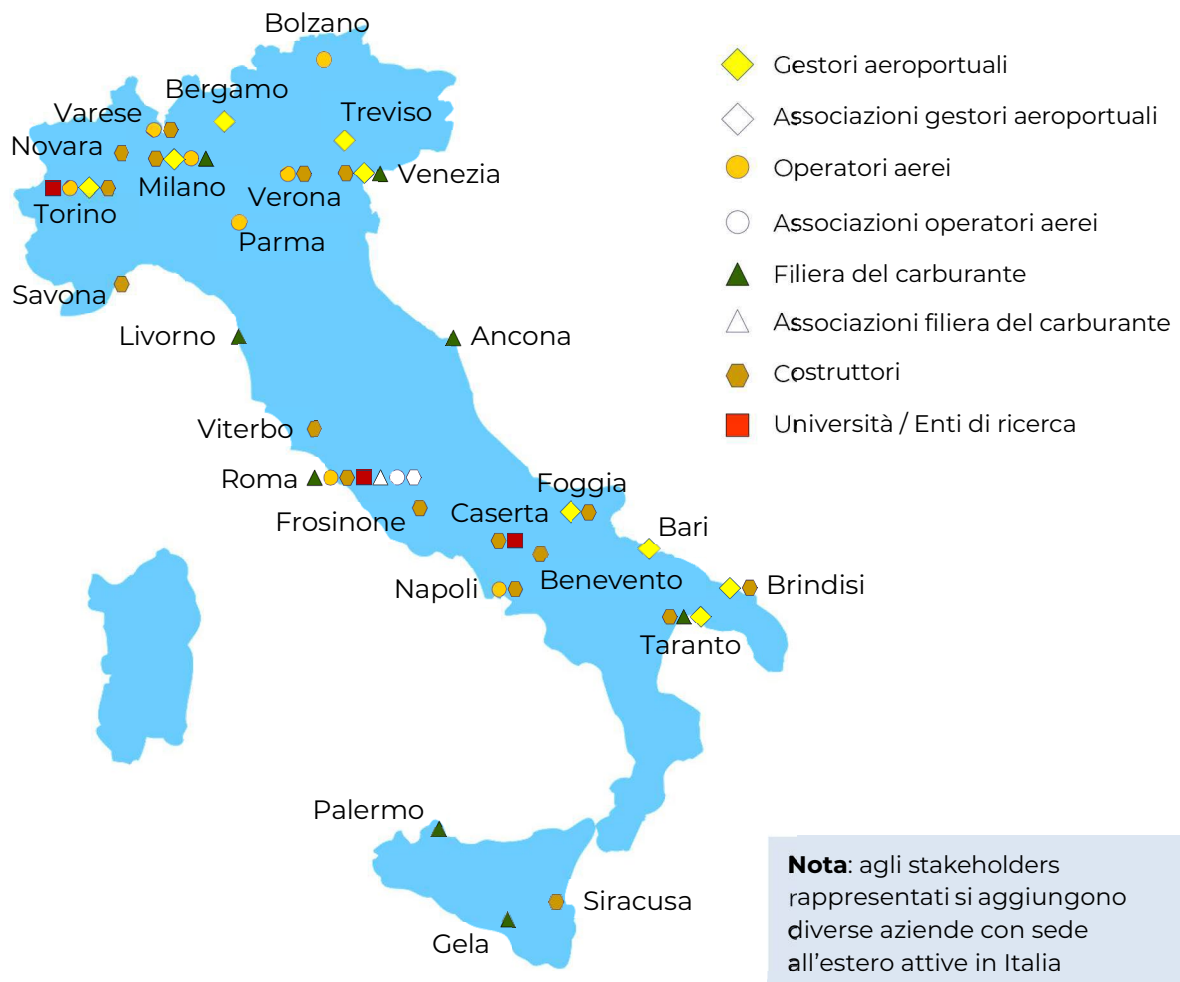 Bolzano
Bergamo
Treviso
Varese
Novara
Milano
Verona
Venezia
Torino
Parma
Savona
Livorno
Ancona
Viterbo
Roma
Foggia
Frosinone
Caserta
Bari
Benevento
Napoli
Brindisi
Taranto
Palermo
Siracusa
Gela
Gestori aeroportuali
Associazioni gestori aeroportuali
Operatori aerei
Associazioni operatori aerei
Filiera del carburante
Associazioni filiera del carburante
Costruttori
Università / Enti di ricerca
Nota: agli stakeholders
rappresentati si aggiungono
diverse aziende con sede
all'estero attive in Italia